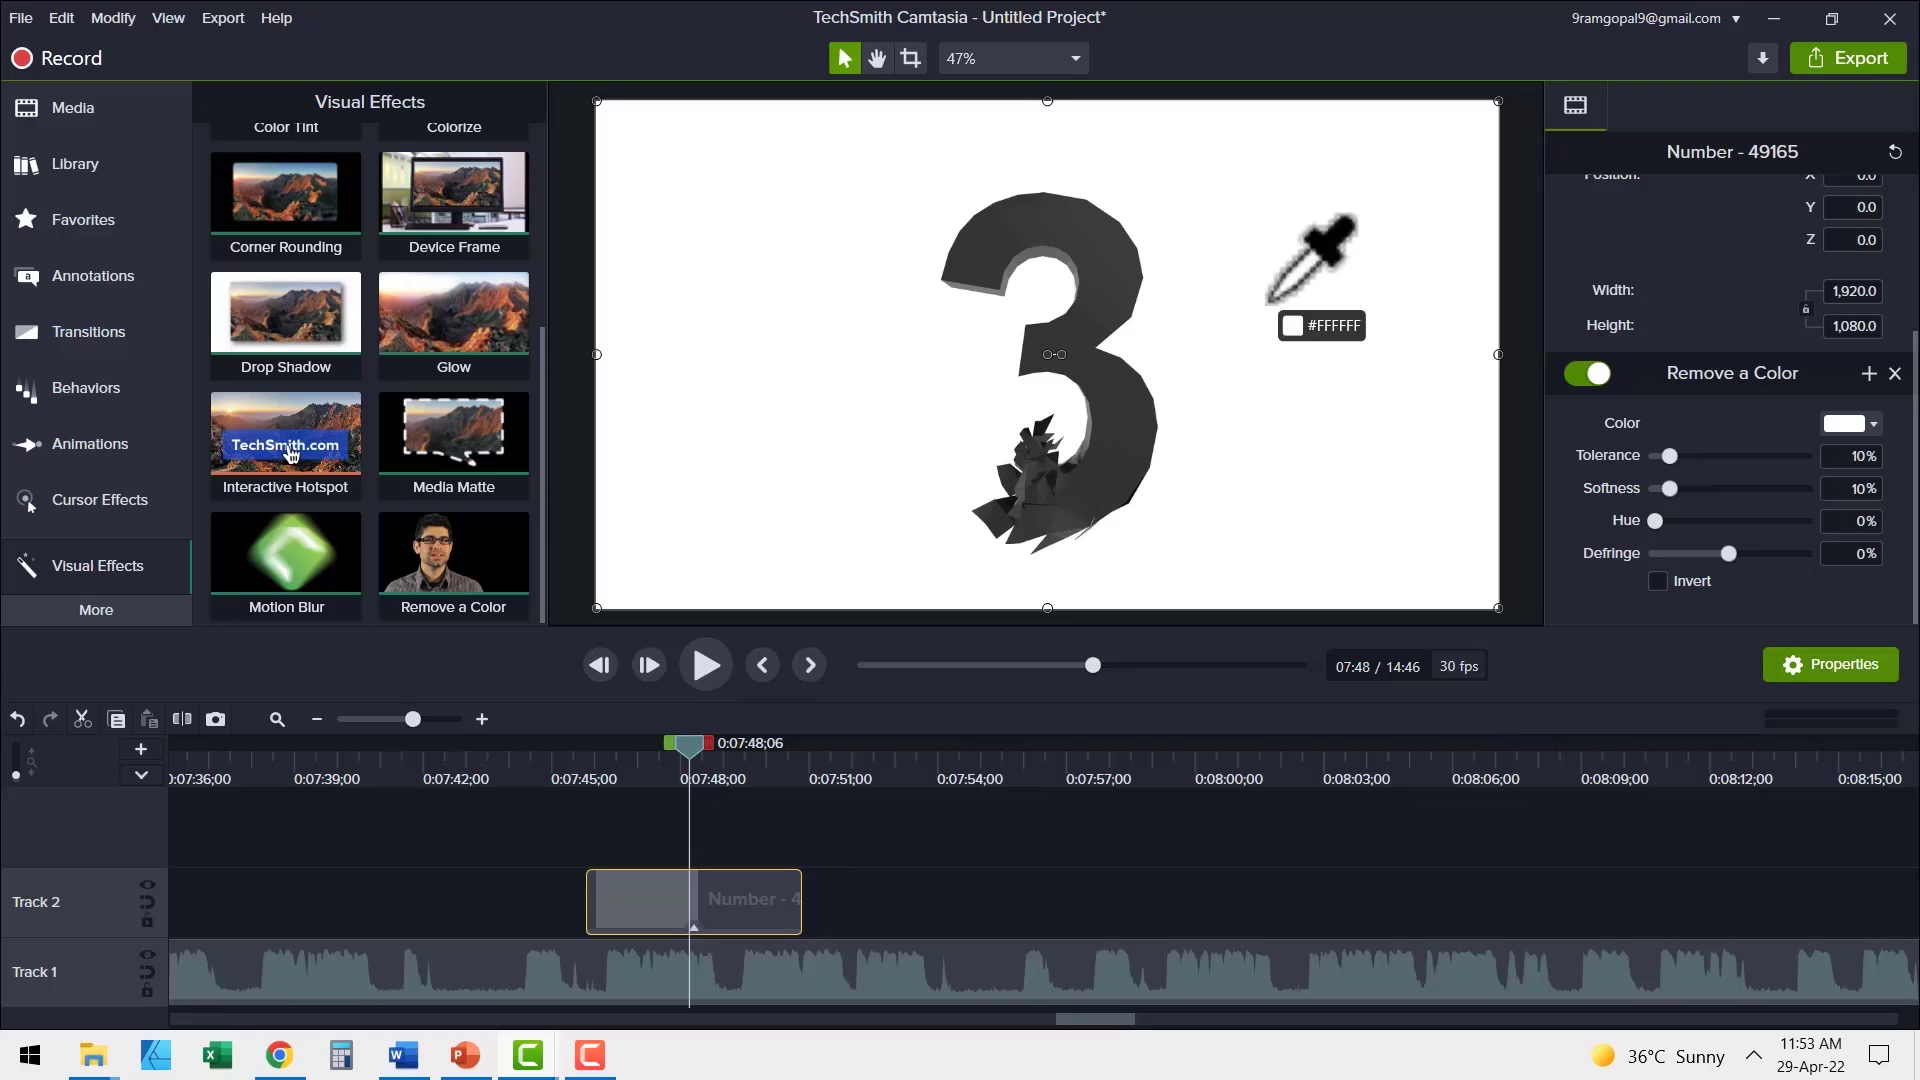 File Edit Modify View Export Help
TechSmith Camtasia - Untitled Project*
9ramgopal9@gmail.com
Record
47%
Export
Media
Library
Favorites
Annotations
Transitions
Behaviors
Animations
Cursor Effects
Visual Effects
More
Visual Effects
Color Tint
Colorize
Corner Rounding
Device Frame
Drop Shadow
Glow
TechSmith.com
Interactive Hotspot
Media Matte
Motion Blur
Remove a Color
3
#FFFFFF
Number - 49165
Position:
X 0.0
Y 0.0
Z 0.0
Width: 1,920.0
Height: 1,080.0
Remove a Color
Color
Tolerance 10%
Softness 10%
Hue 0%
Defringe 0%
Invert
07:48 / 14:46 30 fps
Properties
0:07:48;06
0:07:36;00 0:07:39;00 0:07:42;00 0:07:45;00 0:07:48;00 0:07:51;00 0:07:54;00 0:07:57;00 0:08:00;00 0:08:03;00 0:08:06;00 0:08:09;00 0:08:12;00 0:08:15;00
Track 2
Number - 4
Track 1
36°C Sunny
11:53 AM
29-Apr-22